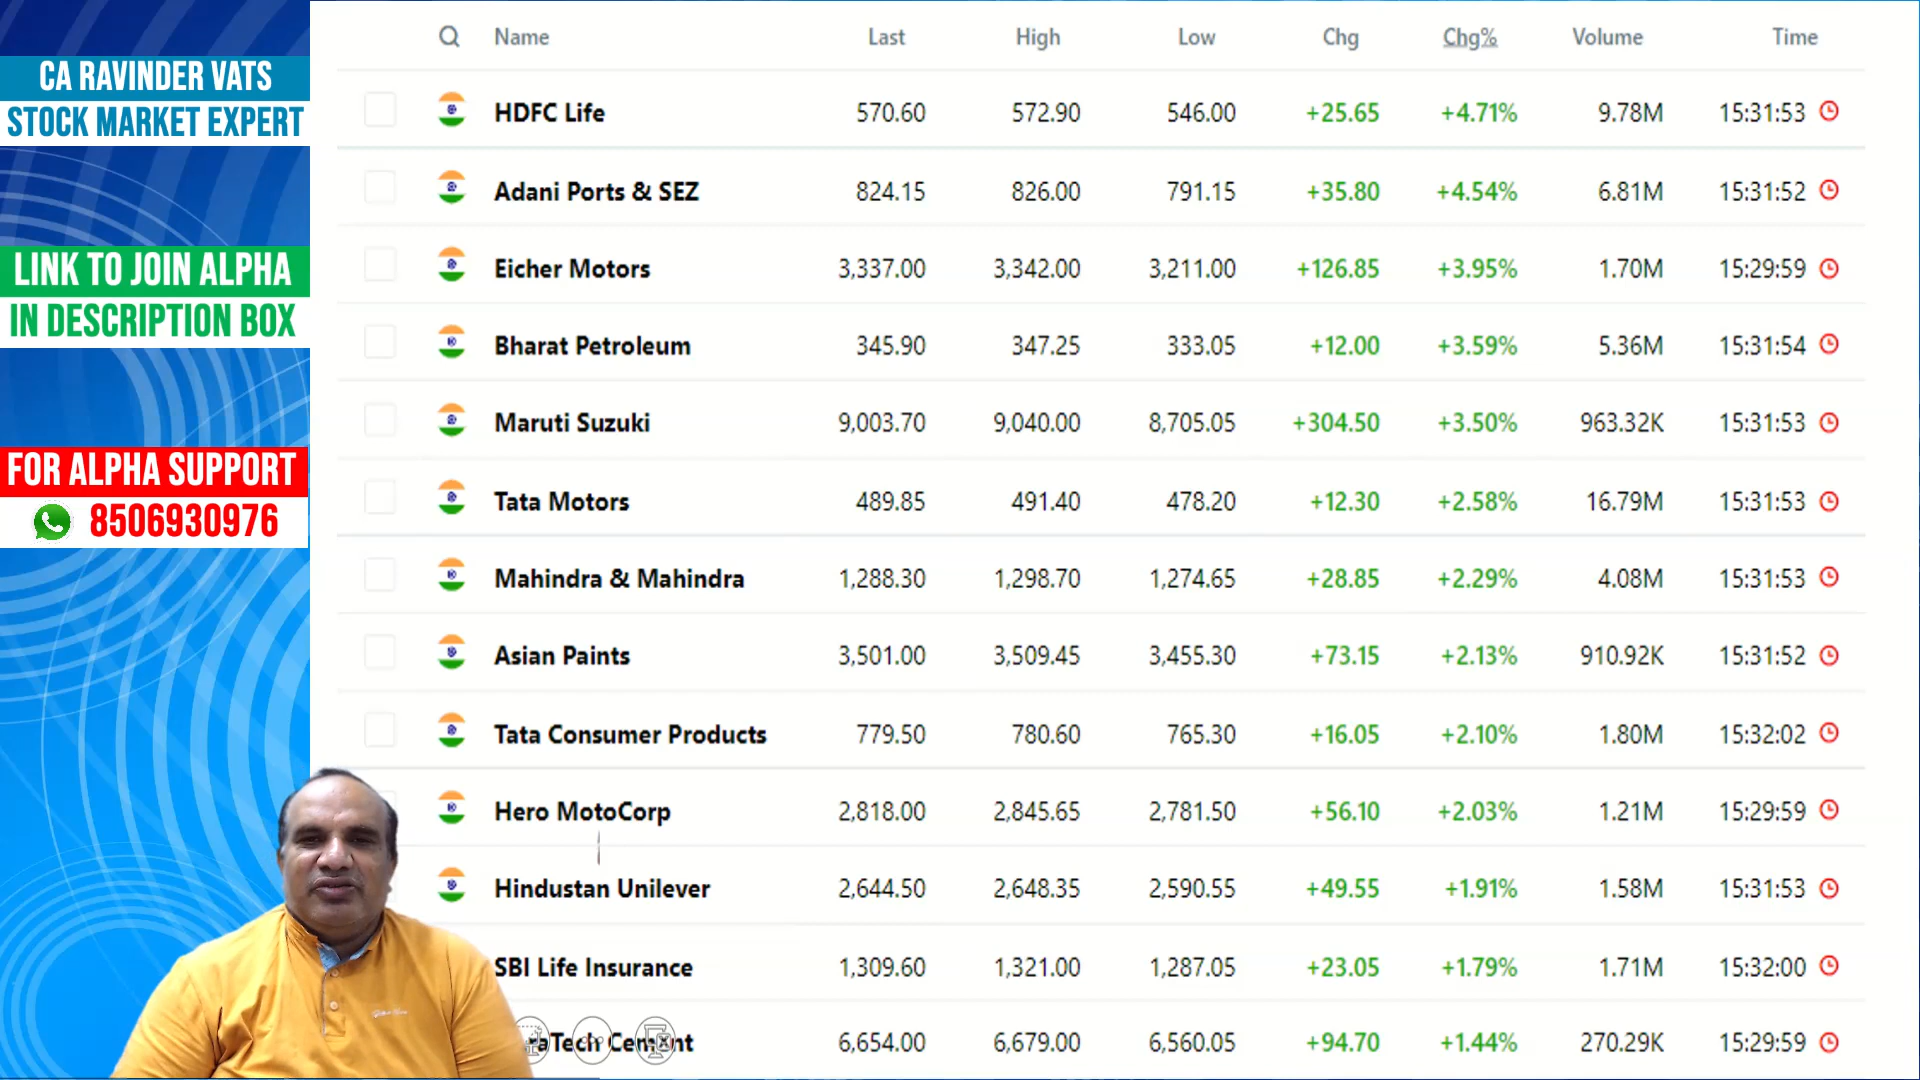 CA RAVINDER VATS
STOCK MARKET EXPERT
LINK TO JOIN ALPHA
IN DESCRIPTION BOX
FOR ALPHA SUPPORT
8506930976
Name Last High Low Chg Chg% Volume Time
HDFC Life 570.60 572.90 546.00 +25.65 +4.71% 9.78M 15:31:53
Adani Ports & SEZ 824.15 826.00 791.15 +35.80 +4.54% 6.81M 15:31:52
Eicher Motors 3,337.00 3,342.00 3,211.00 +126.85 +3.95% 1.70M 15:29:59
Bharat Petroleum 345.90 347.25 333.05 +12.00 +3.59% 5.36M 15:31:54
Maruti Suzuki 9,003.70 9,040.00 8,705.05 +304.50 +3.50% 963.32K 15:31:53
Tata Motors 489.85 491.40 478.20 +12.30 +2.58% 16.79M 15:31:53
Mahindra & Mahindra 1,288.30 1,298.70 1,274.65 +28.85 +2.29% 4.08M 15:31:53
Asian Paints 3,501.00 3,509.45 3,455.30 +73.15 +2.13% 910.92K 15:31:52
Tata Consumer Products 779.50 780.60 765.30 +16.05 +2.10% 1.80M 15:32:02
Hero MotoCorp 2,818.00 2,845.65 2,781.50 +56.10 +2.03% 1.21M 15:29:59
Hindustan Unilever 2,644.50 2,648.35 2,590.55 +49.55 +1.91% 1.58M 15:31:53
SBI Life Insurance 1,309.60 1,321.00 1,287.05 +23.05 +1.79% 1.71M 15:32:00
aTech Cement 6,654.00 6,679.00 6,560.05 +94.70 +1.44% 270.29K 15:29:59